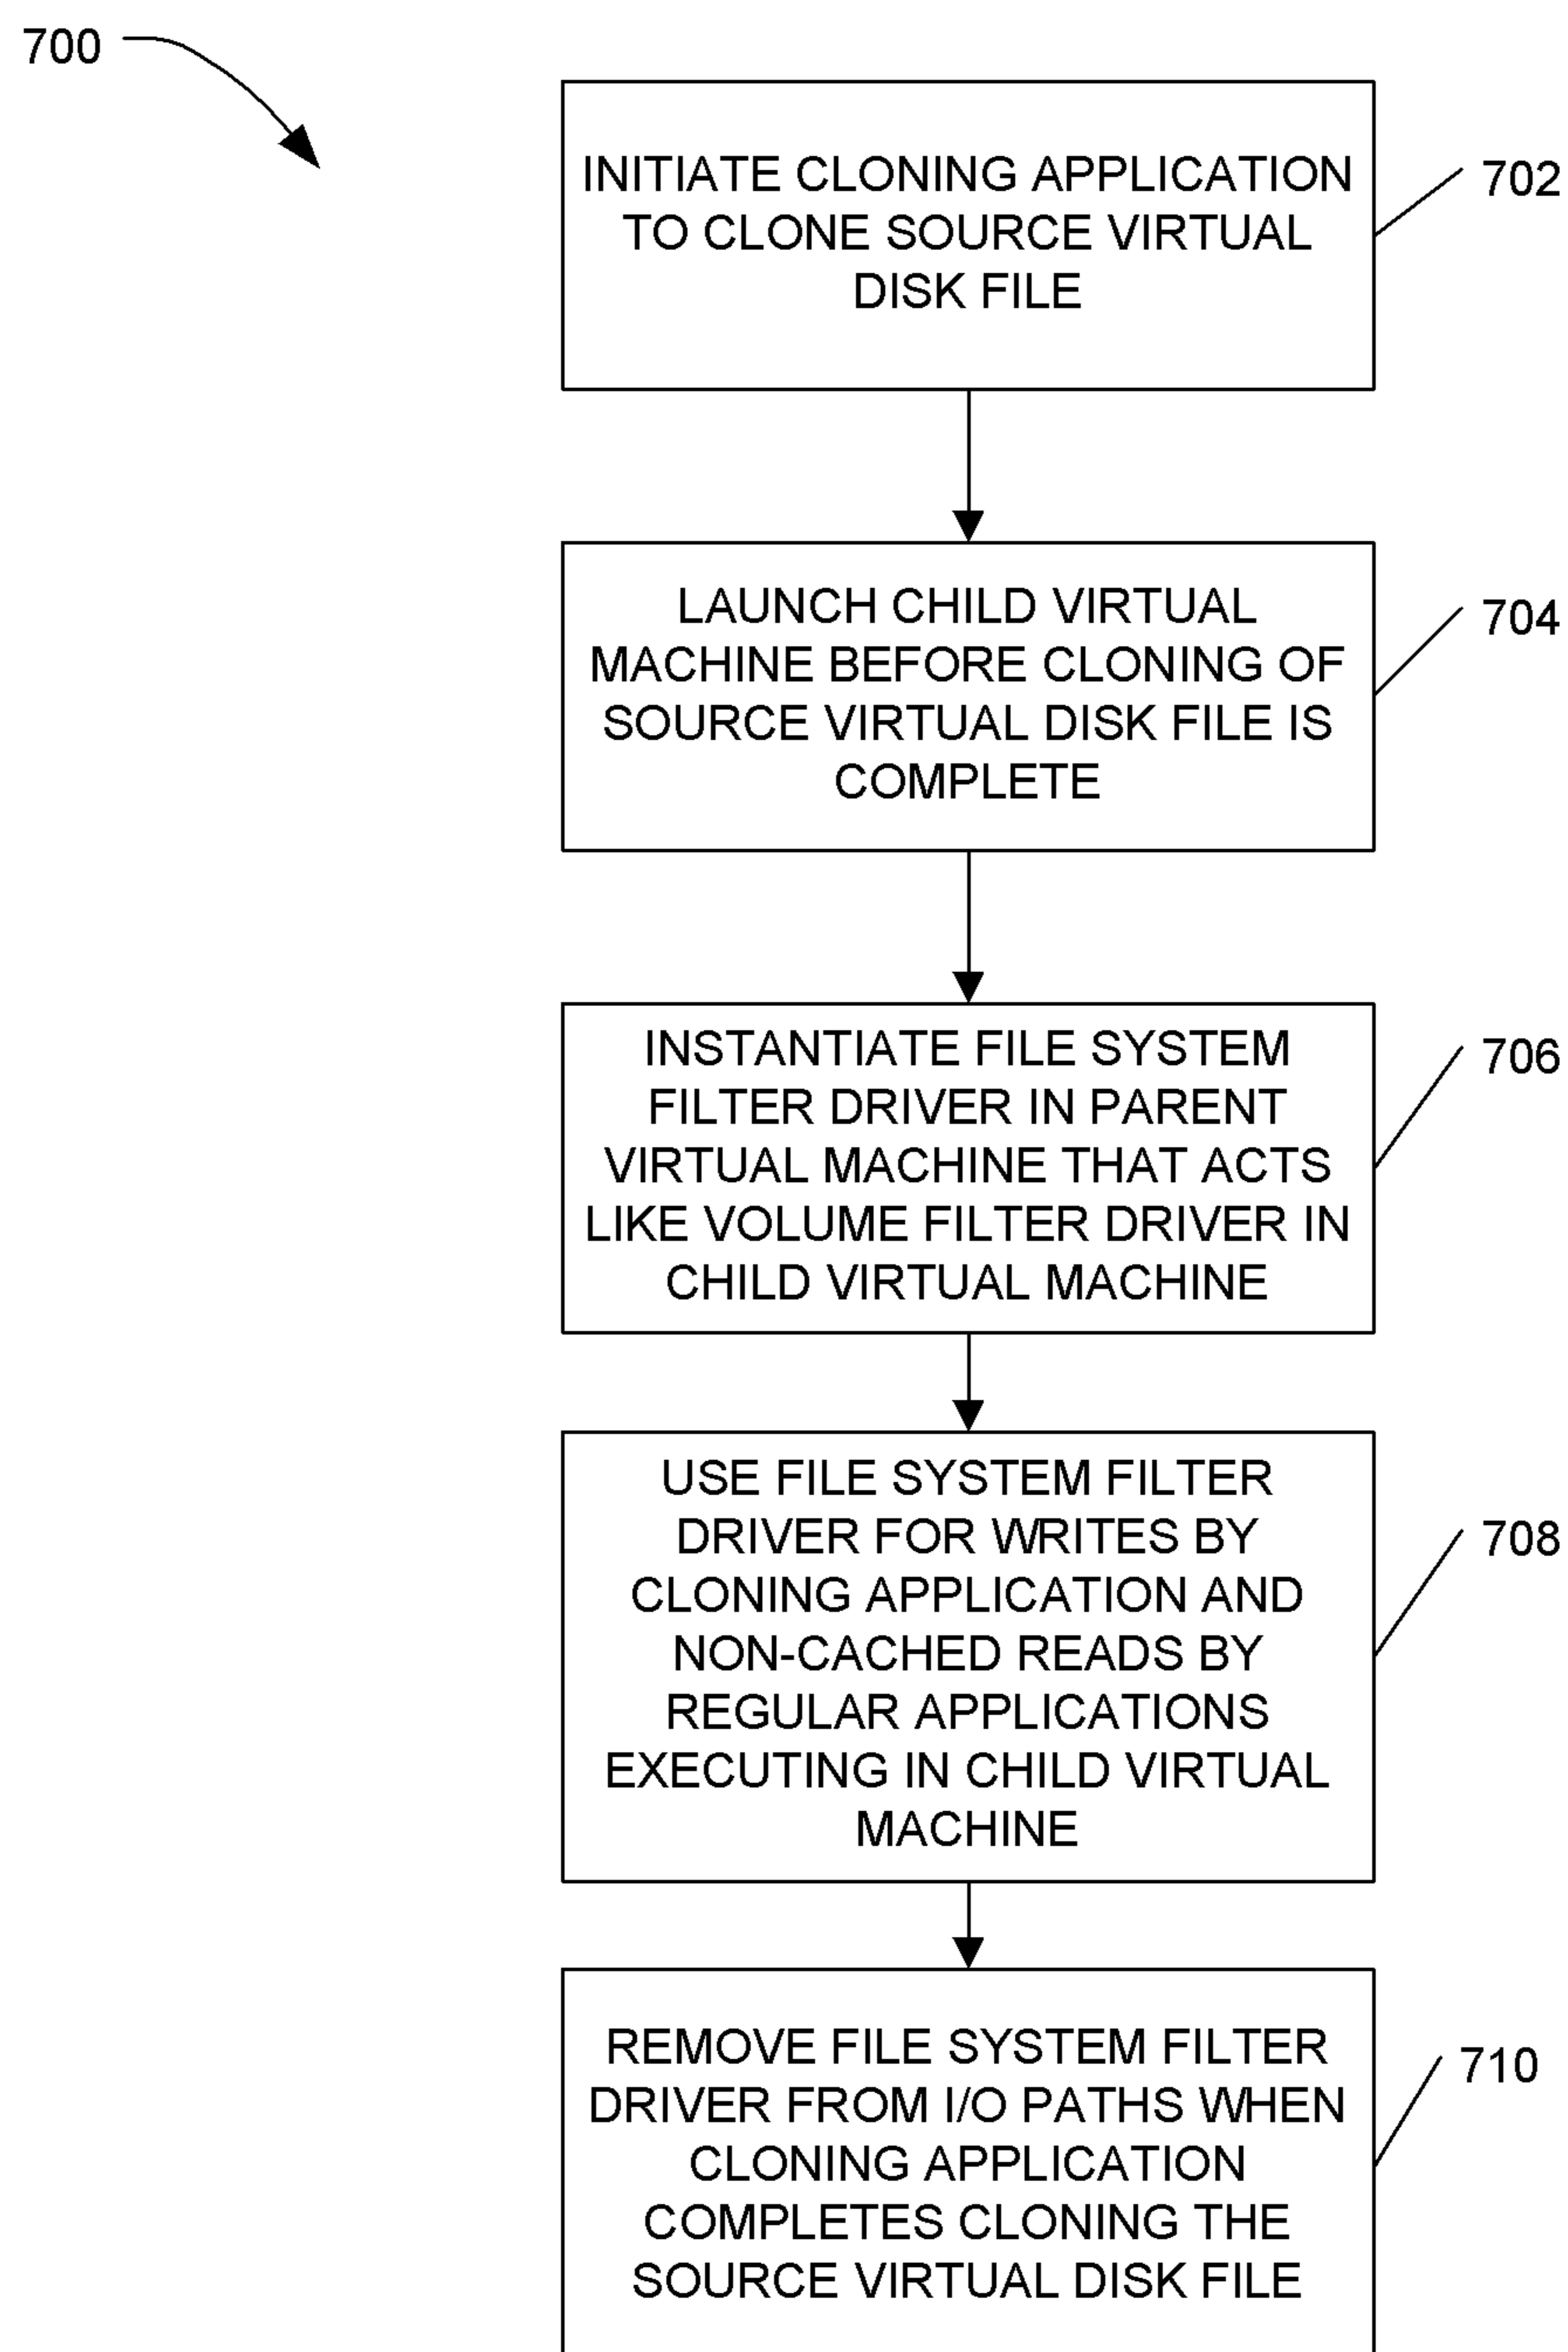 700
INITIATE CLONING APPLICATION
TO CLONE SOURCE VIRTUAL
DISK FILE
702
LAUNCH CHILD VIRTUAL
MACHINE BEFORE CLONING OF
SOURCE VIRTUAL DISK FILE IS
COMPLETE
704
INSTANTIATE FILE SYSTEM
FILTER DRIVER IN PARENT
VIRTUAL MACHINE THAT ACTS
LIKE VOLUME FILTER DRIVER IN
CHILD VIRTUAL MACHINE
706
USE FILE SYSTEM FILTER
DRIVER FOR WRITES BY
CLONING APPLICATION AND
NON-CACHED READS BY
REGULAR APPLICATIONS
EXECUTING IN CHILD VIRTUAL
MACHINE
708
REMOVE FILE SYSTEM FILTER
DRIVER FROM I/O PATHS WHEN
CLONING APPLICATION
COMPLETES CLONING THE
SOURCE VIRTUAL DISK FILE
710